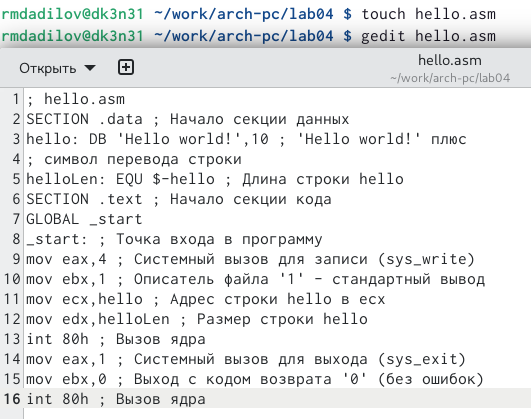 rmdadilov@dk3n31 ~/work/arch-pc/lab04 $ touch hello.asm
rmdadilov@dk3n31 ~/work/arch-pc/lab04 $ gedit hello.asm
Открыть
hello.asm
~/work/arch-pc/lab04
1 ; hello.asm
2 SECTION .data ; Начало секции данных
3 hello: DB 'Hello world!',10 ; 'Hello world!' плюс
4 ; символ перевода строки
5 helloLen: EQU $-hello ; Длина строки hello
6 SECTION .text ; Начало секции кода
7 GLOBAL _start
8 _start: ; Точка входа в программу
9 mov eax,4 ; Системный вызов для записи (sys_write)
10 mov ebx,1 ; Описатель файла '1' - стандартный вывод
11 mov ecx,hello ; Адрес строки hello в ecx
12 mov edx,helloLen ; Размер строки hello
13 int 80h ; Вызов ядра
14 mov eax,1 ; Системный вызов для выхода (sys_exit)
15 mov ebx,0 ; Выход с кодом возврата '0' (без ошибок)
16 int 80h ; Вызов ядра